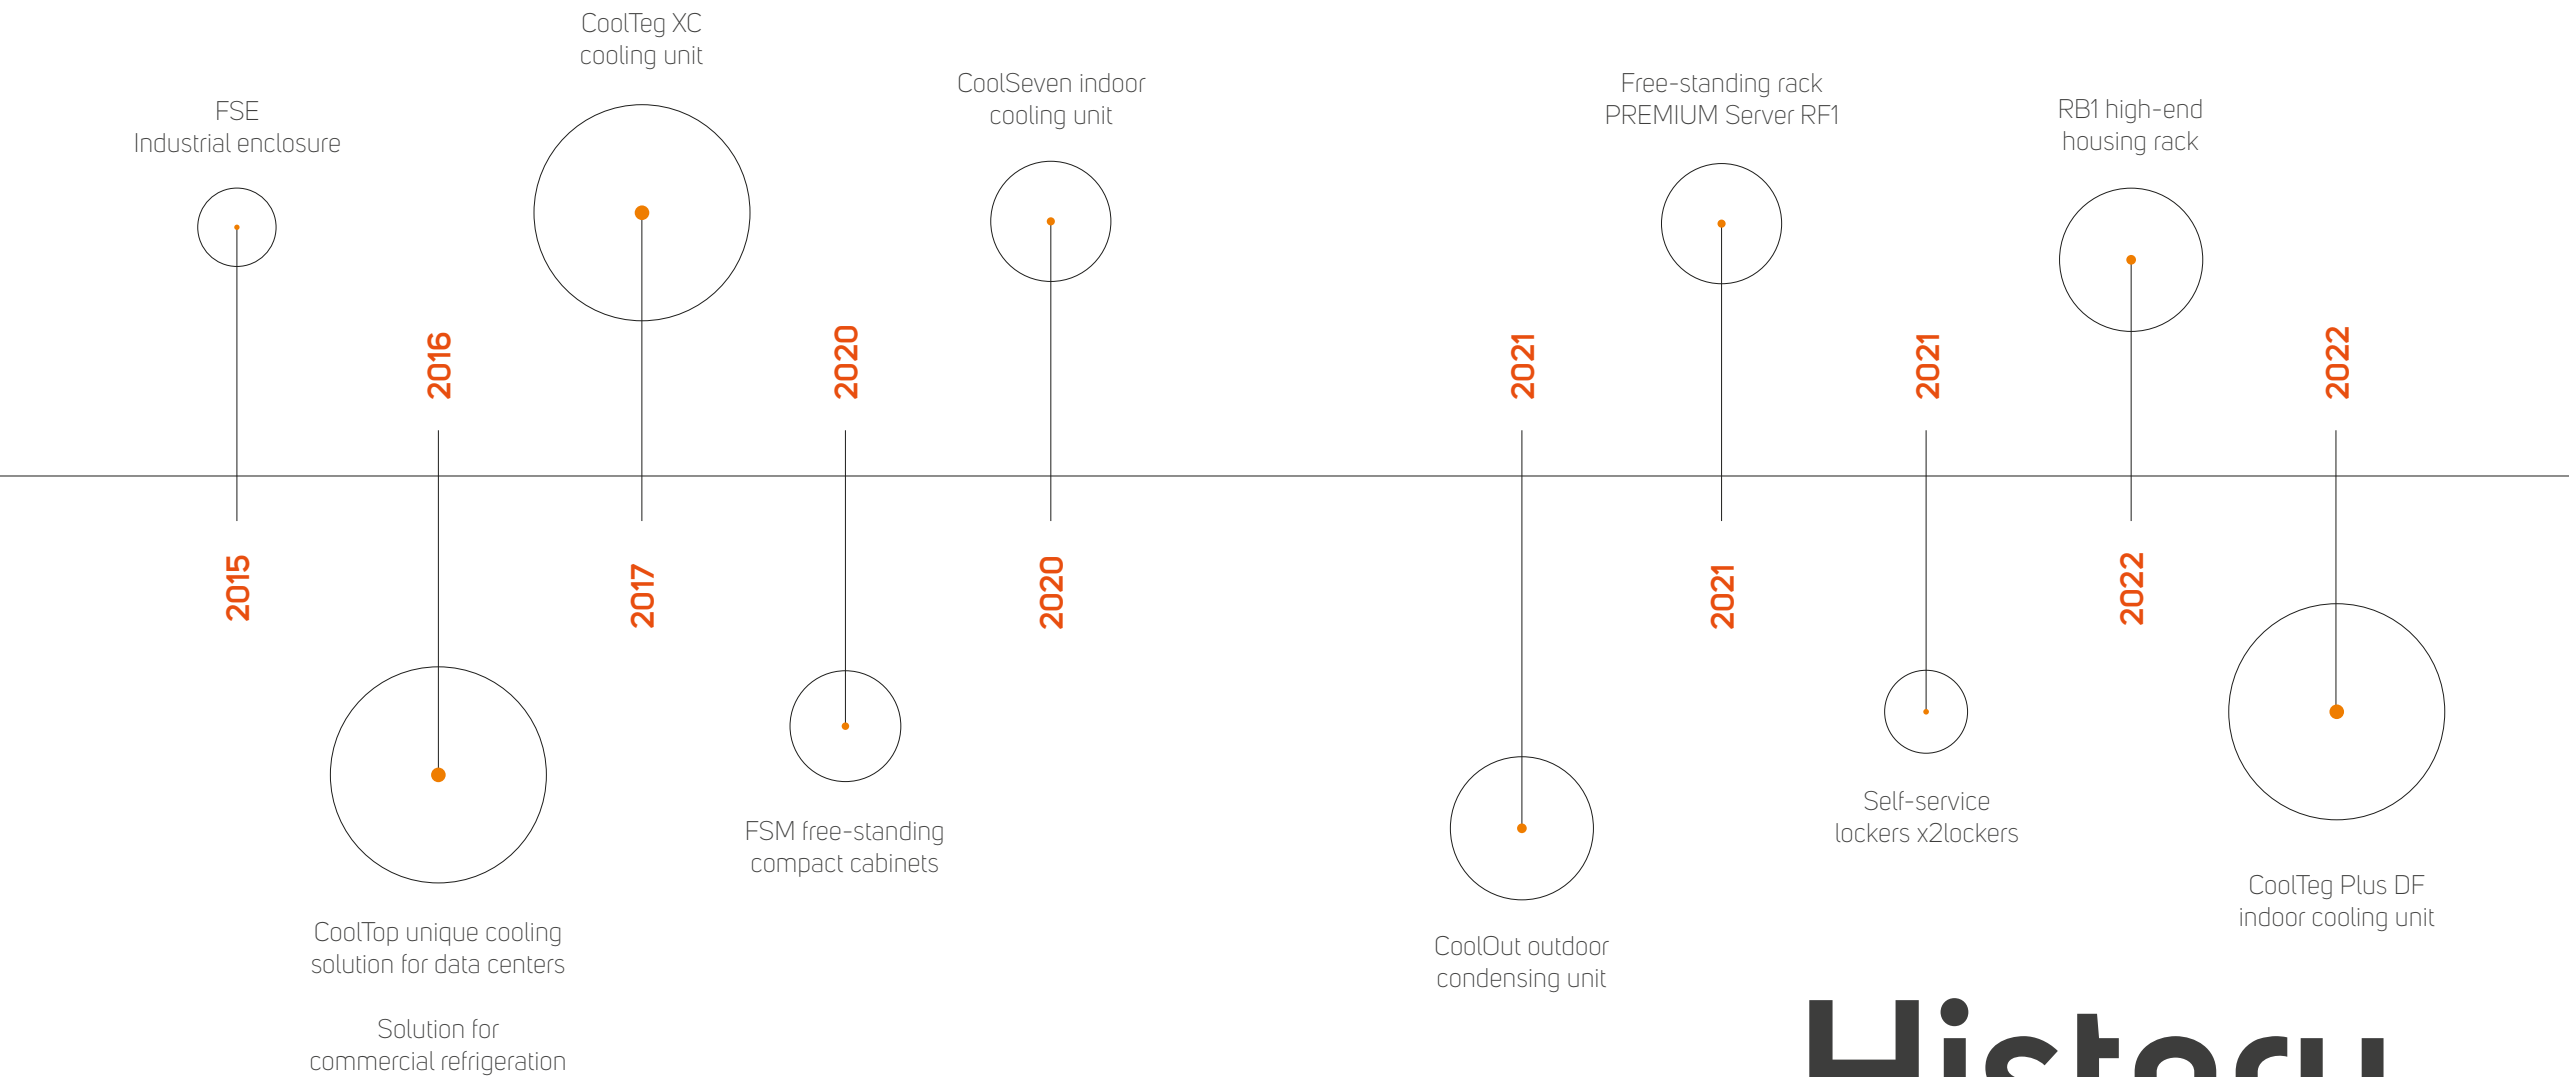 FSE
Industrial enclosure
2015
2016
CoolTop unique cooling
solution for data centers
Solution for
commercial refrigeration
CoolTeg XC
cooling unit
2017
2020
FSM free-standing
compact cabinets
CoolSeven indoor
cooling unit
2020
2021
CoolOut outdoor
condensing unit
Free-standing rack
PREMIUM Server RF1
2021
2021
Self-service
lockers x2lockers
RB1 high-end
housing rack
2022
2022
CoolTeg Plus DF
indoor cooling unit
History